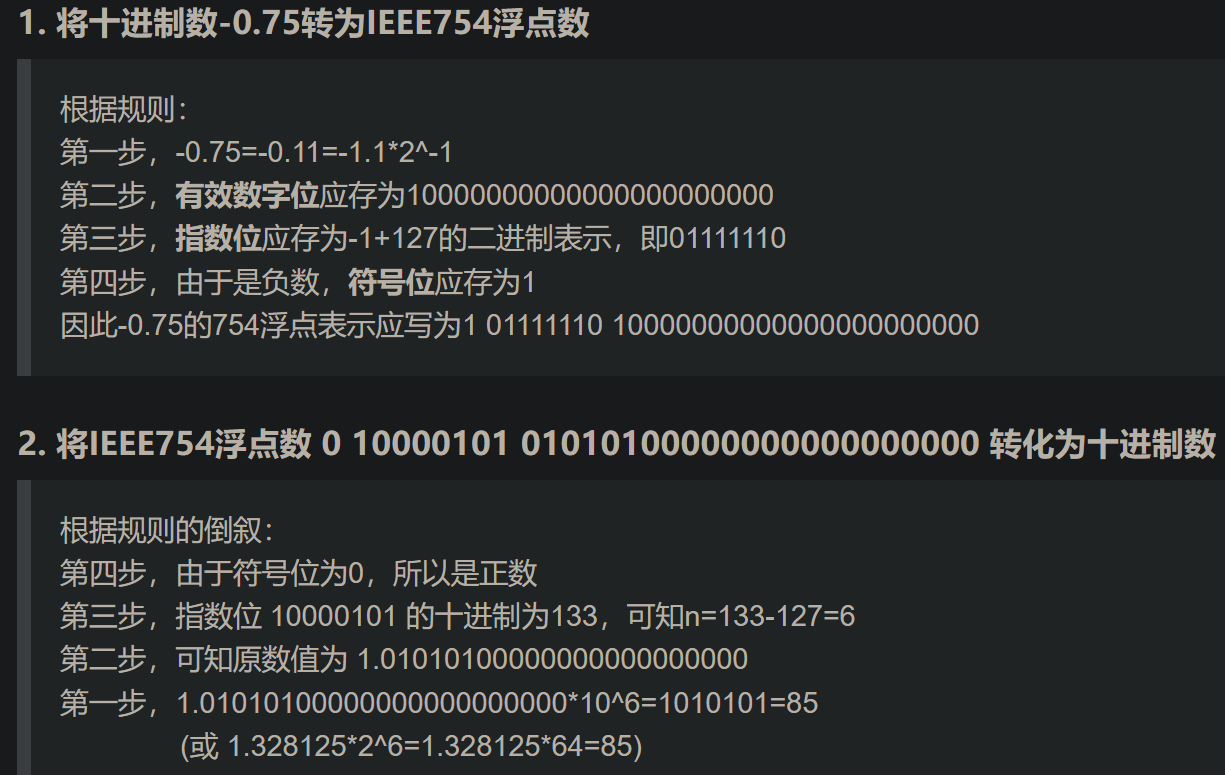 1. 将十进制数-0.75转为IEEE754浮点数
根据规则：
第一步，-0.75=-0.11=-1.1*2^-1
第二步，有效数字位应存为10000000000000000000000
第三步，指数位应存为-1+127的二进制表示，即01111110
第四步，由于是负数，符号位应存为1
因此-0.75的754浮点表示应写为1 01111110 10000000000000000000000
2. 将IEEE754浮点数 0 10000101 01010100000000000000000 转化为十进制数
根据规则的倒叙：
第四步，由于符号位为0，所以是正数
第三步，指数位 10000101 的十进制为133，可知n=133-127=6
第二步，可知原数值为 1.01010100000000000000000
第一步，1.01010100000000000000000*10^6=1010101=85
(或 1.328125*2^6=1.328125*64=85)